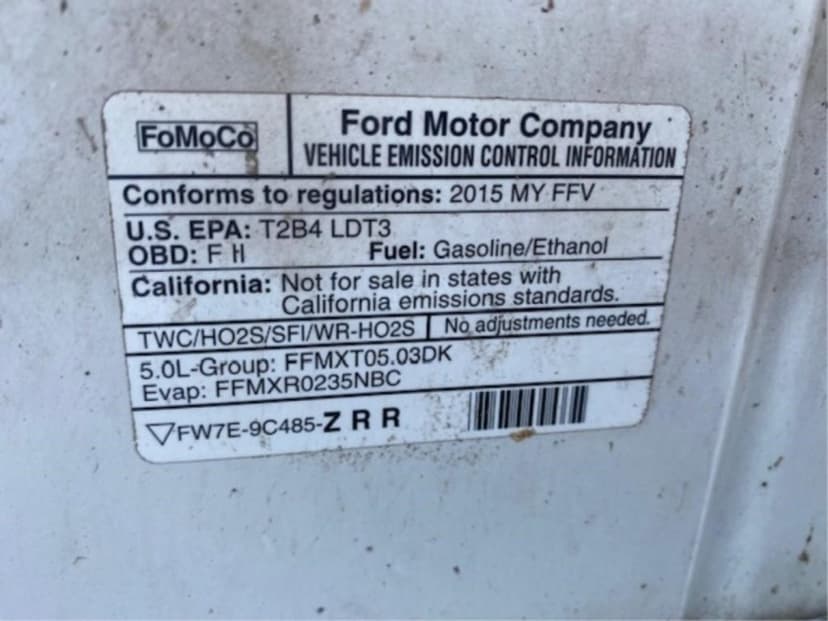 FoMoCo
Ford Motor Company
VEHICLE EMISSION CONTROL INFORMATION
Conforms to regulations: 2015 MY FFV
U.S. EPA: T2B4 LDT3
OBD: F II Fuel: Gasoline/Ethanol
California: Not for sale in states with
California emissions standards.
TWC/HO2S/SFI/WR-HO2S No adjustments needed.
5.0L-Group: FFMXT05.03DK
Evap: FFMXR0235NBC
▽FW7E-9C485-Z R R